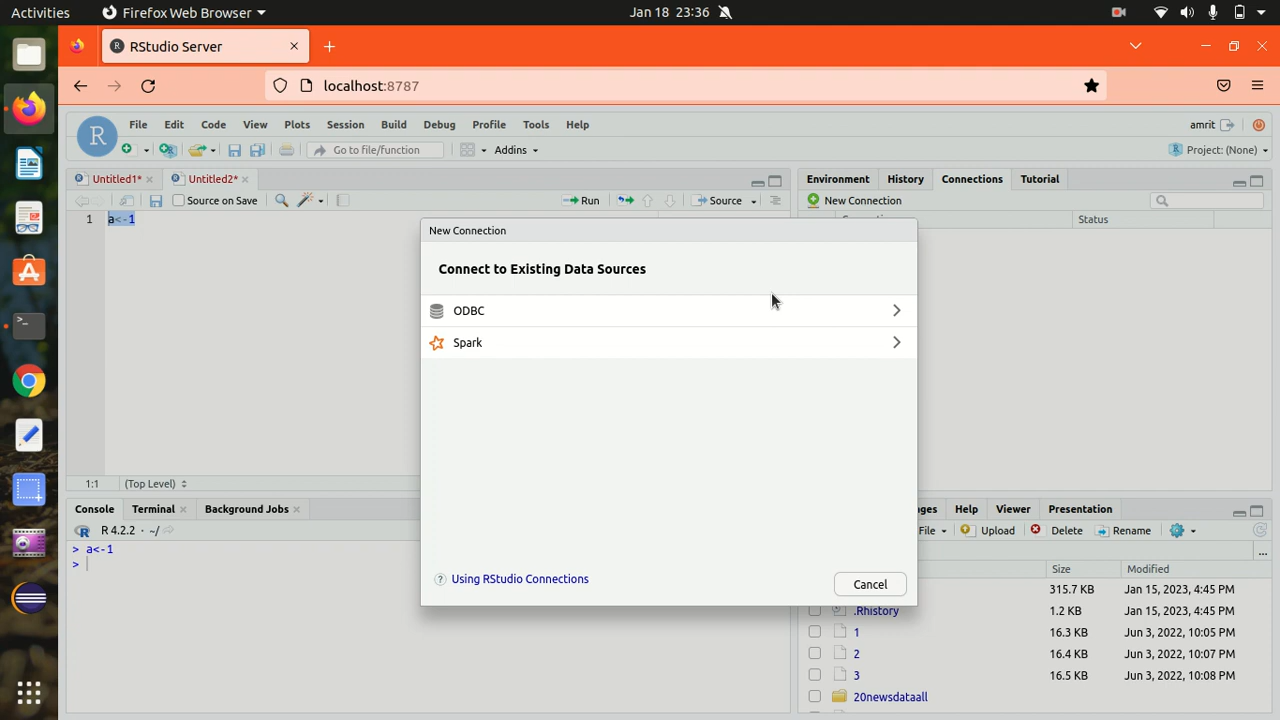 Activities Firefox Web Browser Jan 18 23:36
RStudio Server
localhost:8787
R File Edit Code View Plots Session Build Debug Profile Tools Help amrit
Go to file/function Addins Project: (None)
Untitled1* Untitled2* Environment History Connections Tutorial
Source on Save Run Source New Connection
1 a<-1 Status
New Connection
Connect to Existing Data Sources
ODBC
Spark
Using RStudio Connections
Cancel
1:1 (Top Level)
Console Terminal Background Jobs Help Viewer Presentation
R 4.2.2 · ~/ Upload Delete Rename
> a<-1
>
Size Modified
315.7 KB Jan 15, 2023, 4:45 PM
.Rhistory 1.2 KB Jan 15, 2023, 4:45 PM
1 16.3 KB Jun 3, 2022, 10:05 PM
2 16.4 KB Jun 3, 2022, 10:07 PM
3 16.5 KB Jun 3, 2022, 10:08 PM
20newsdataall